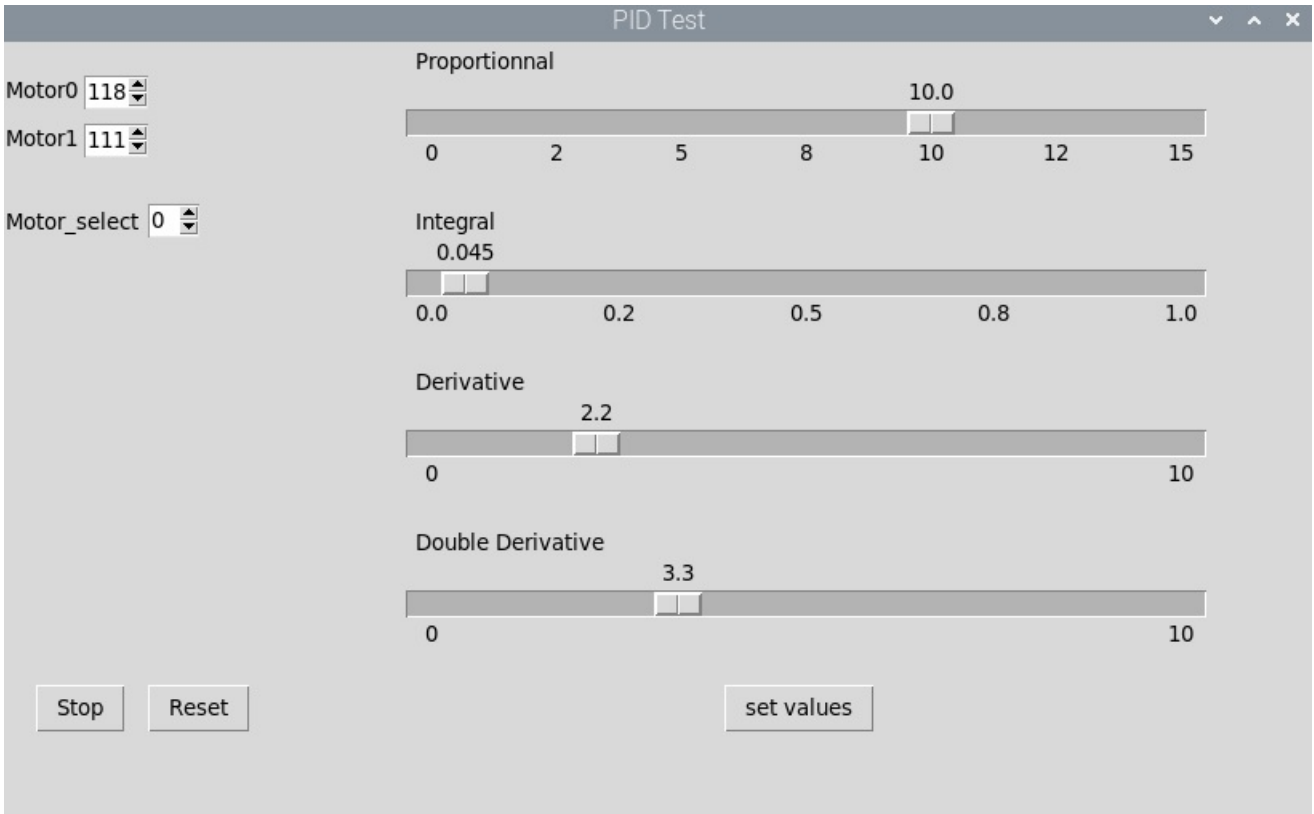 PID Test
Motor0 118
Motor1 111
Motor_select 0
Proportionnal
10.0
0 2 5 8 10 12 15
Integral
0.045
0.0 0.2 0.5 0.8 1.0
Derivative
2.2
0 10
Double Derivative
3.3
0 10
Stop Reset set values